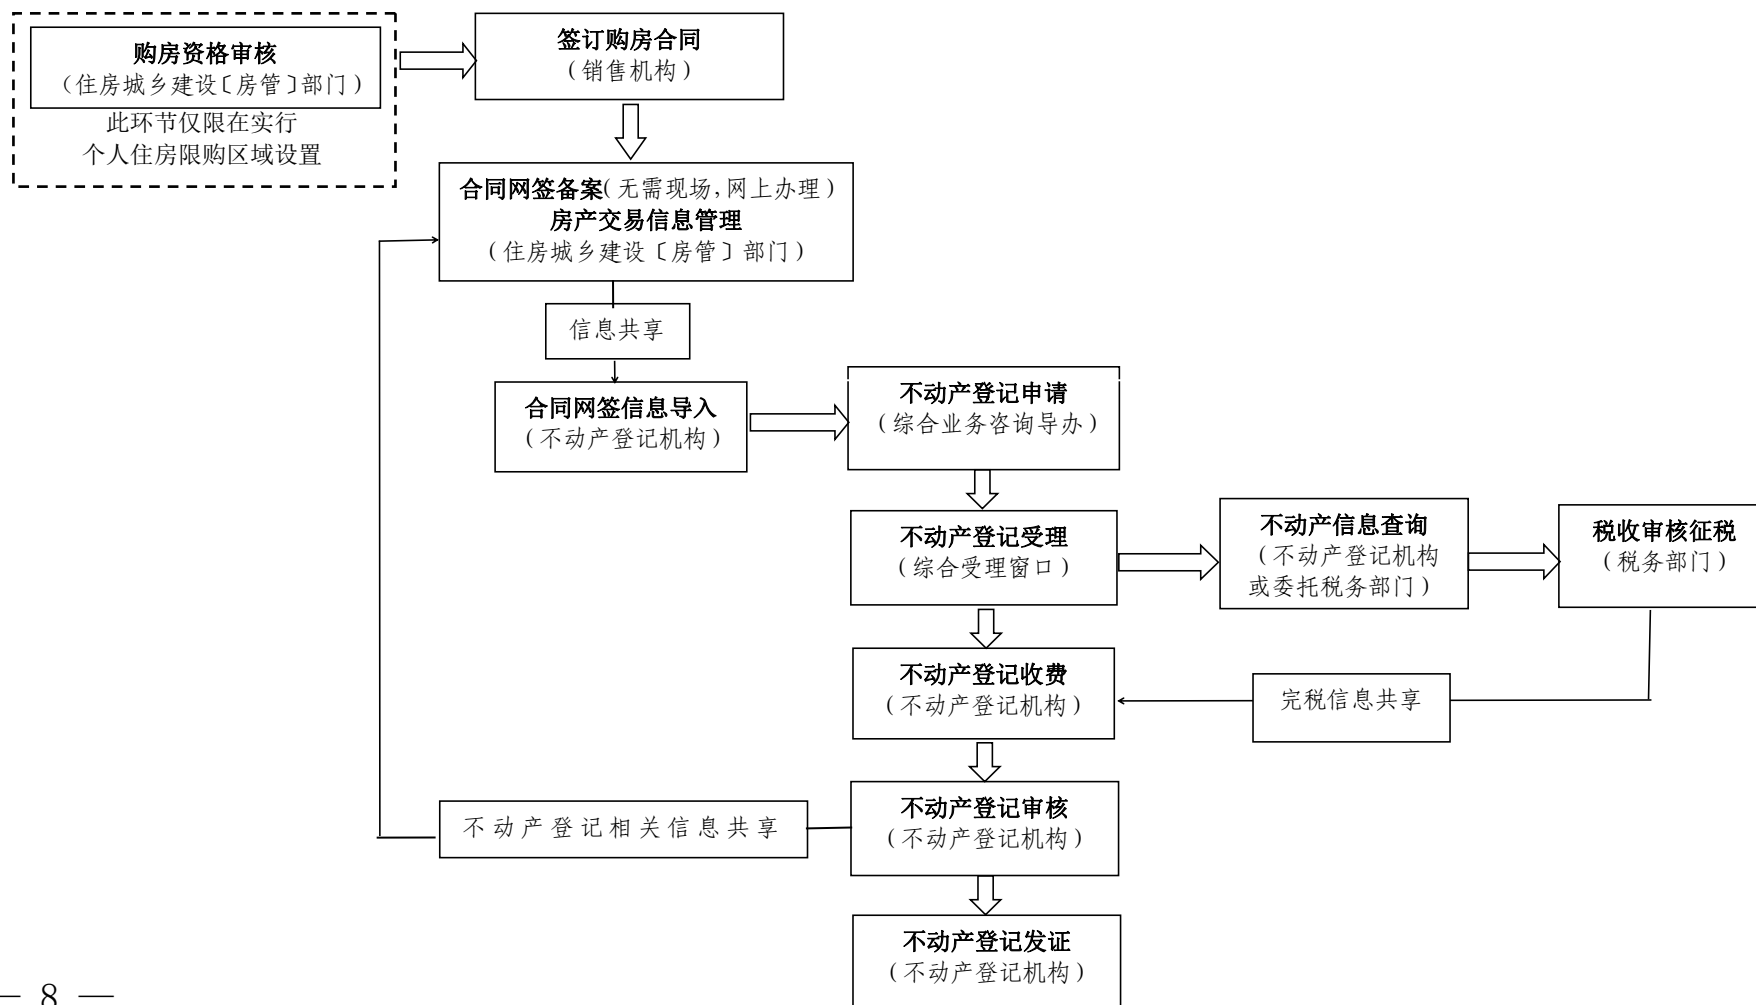 购房资格审核
（住房城乡建设〔房管〕部门）
此环节仅限在实行
个人住房限购区域设置
签订购房合同
（销售机构）
合同网签备案（无需现场，网上办理）
房产交易信息管理
（住房城乡建设〔房管〕部门）
信息共享
合同网签信息导入
（不动产登记机构）
不动产登记申请
（综合业务咨询导办）
不动产登记受理
（综合受理窗口）
不动产信息查询
（不动产登记机构
或委托税务部门）
税收审核征税
（税务部门）
不动产登记收费
（不动产登记机构）
完税信息共享
不动产登记审核
（不动产登记机构）
不动产登记相关信息共享
不动产登记发证
（不动产登记机构）
— 8 —